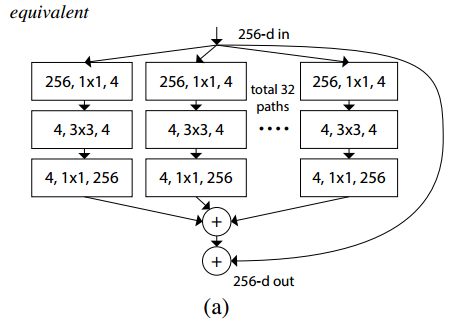 equivalent
256-d in
256, 1x1, 4
256, 1x1, 4
total 32
paths
256, 1x1, 4
4, 3x3, 4
4, 3x3, 4
....
4, 3x3, 4
4, 1x1, 256
4, 1x1, 256
4, 1x1, 256
+
+
256-d out
(a)